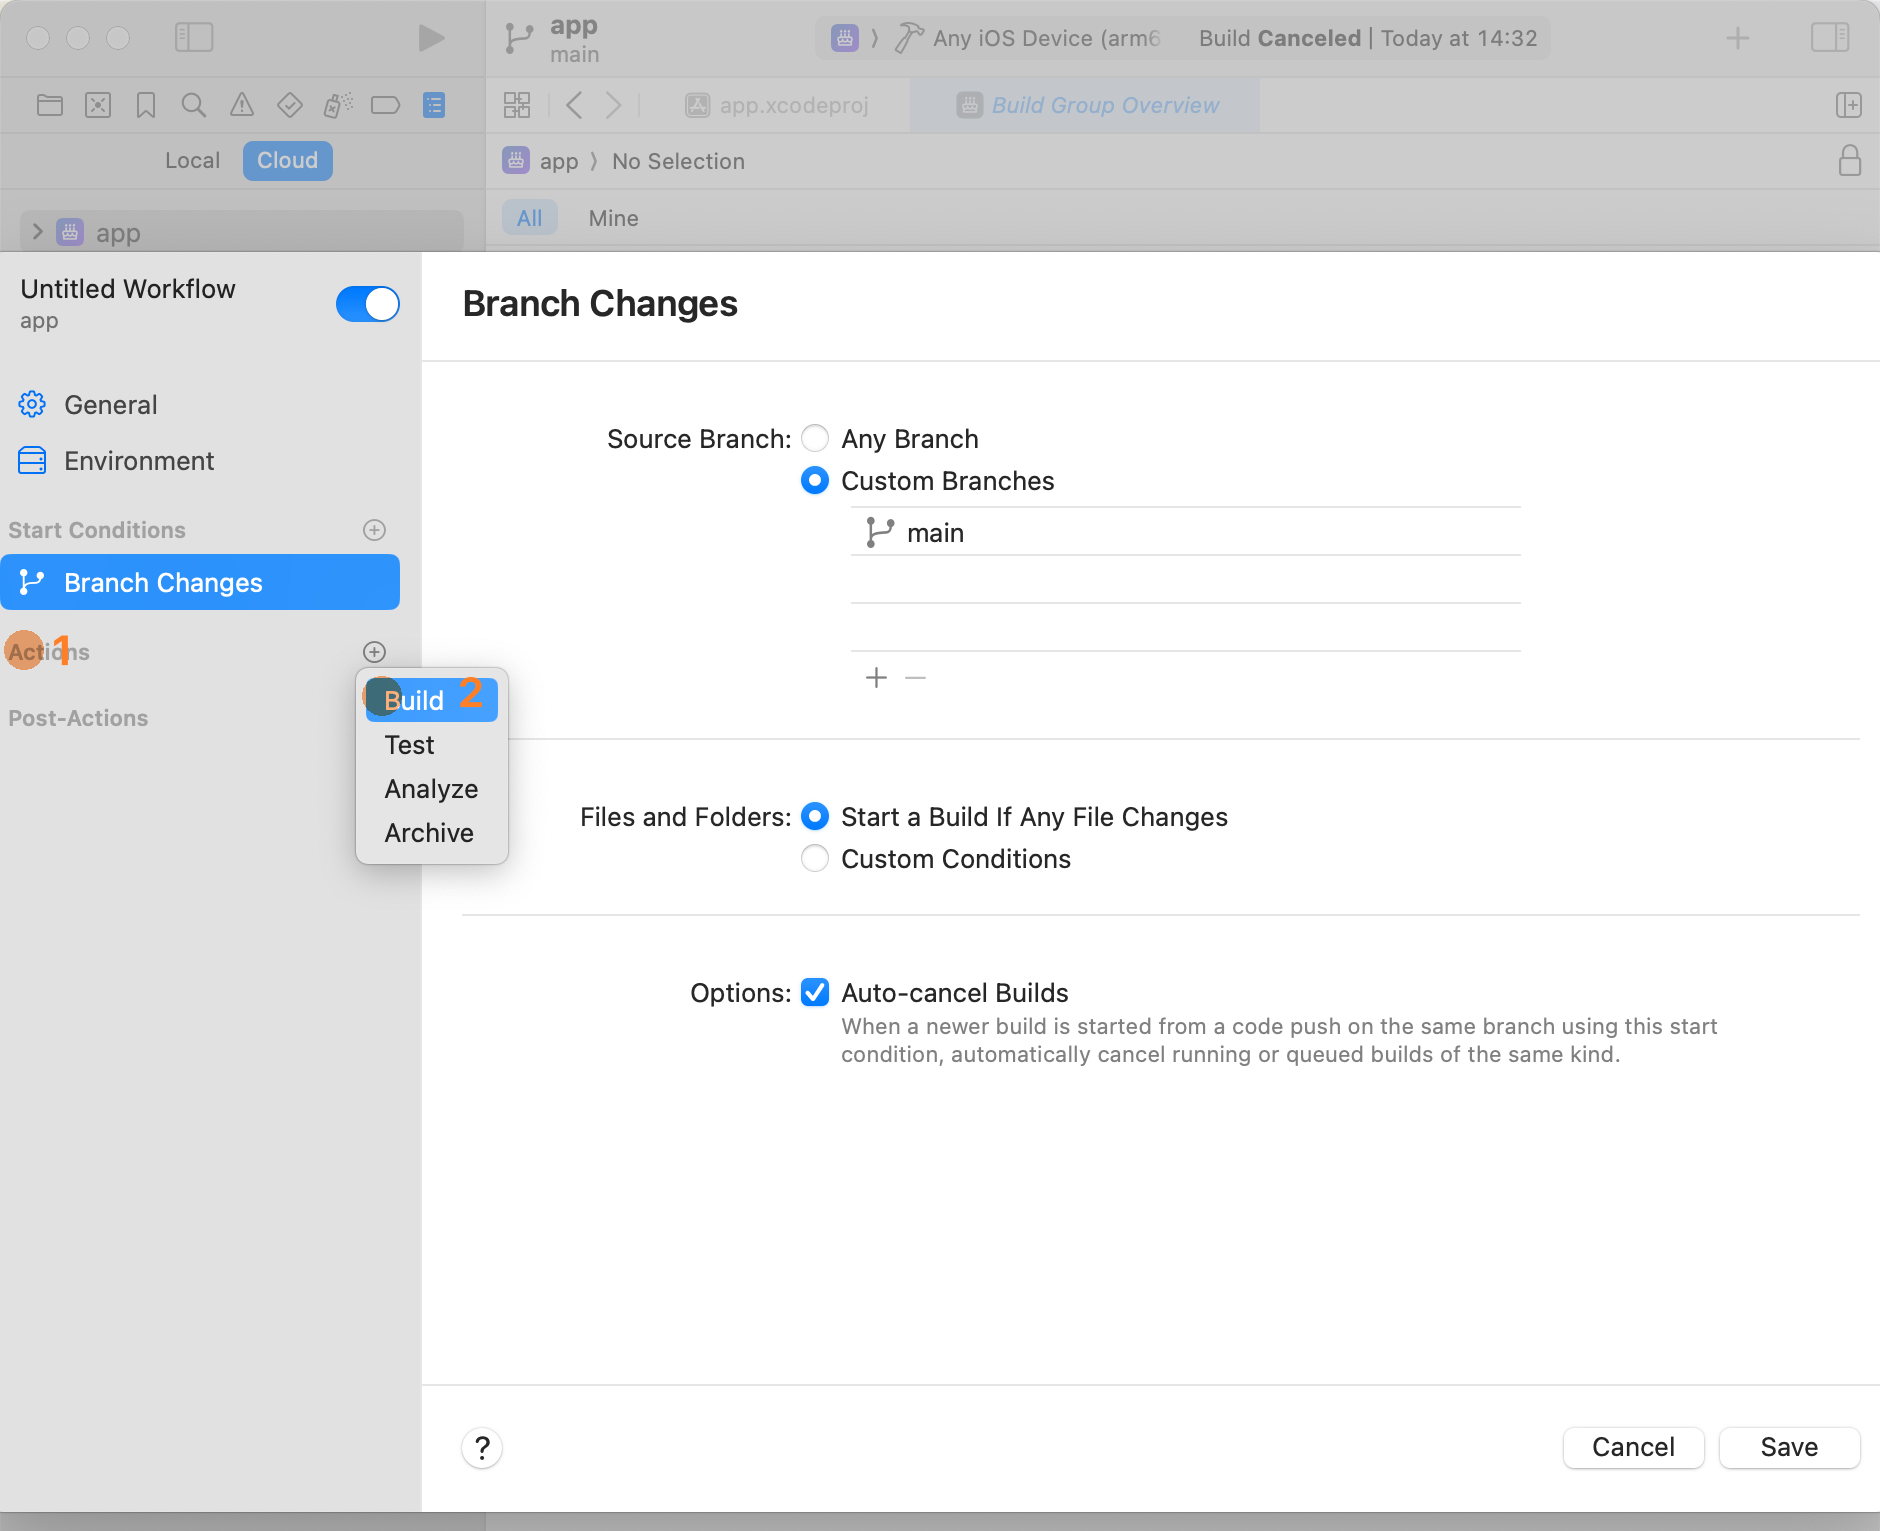 app
main
Any iOS Device (arm6
Build Canceled | Today at 14:32
app.xcodeproj
Build Group Overview
Local
Cloud
app
No Selection
All
Mine
app
Untitled Workflow
app
General
Environment
Start Conditions
Branch Changes
Actions
1
Post-Actions
Build
2
Test
Analyze
Archive
Branch Changes
Source Branch:
Any Branch
Custom Branches
main
Files and Folders:
Start a Build If Any File Changes
Custom Conditions
Options:
Auto-cancel Builds
When a newer build is started from a code push on the same branch using this start
condition, automatically cancel running or queued builds of the same kind.
?
Cancel
Save